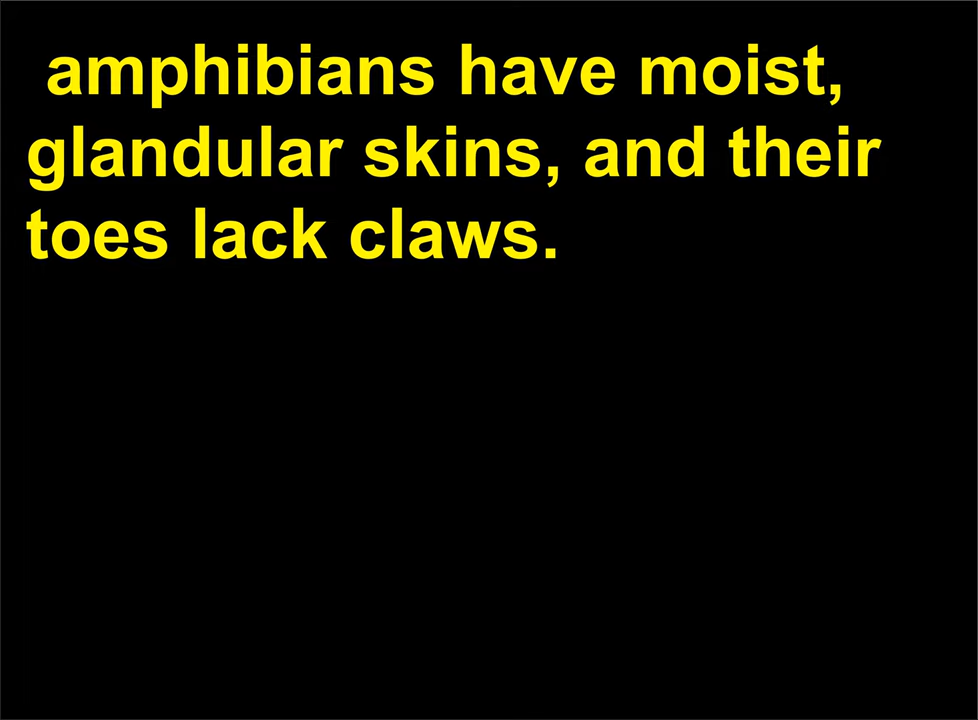 amphibians have moist,
glandular skins, and their
toes lack claws.